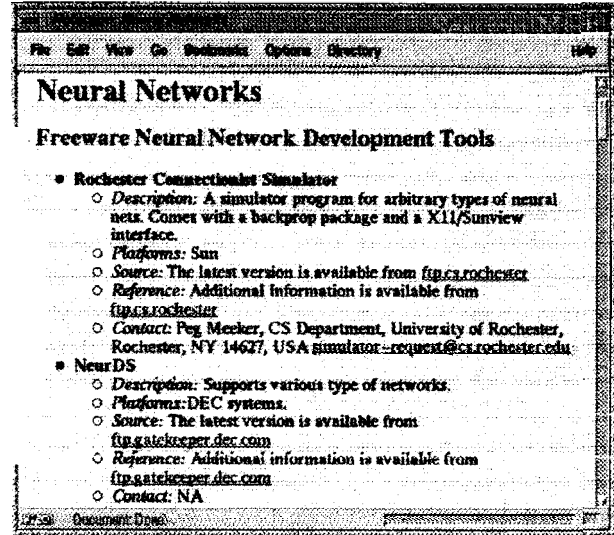 File Edit View Go Bookmarks Options Directory Help
Neural Networks
Freeware Neural Network Development Tools
Rochester Connectionist Simulator
Description: A simulator program for arbitrary types of neural
nets. Comes with a backprop package and a X11/Sunview
interface.
Platforms: Sun
Source: The latest version is available from ftp.cs.rochester
Reference: Additional information is available from
ftp.cs.rochester
Contact: Peg Meeker, CS Department, University of Rochester,
Rochester, NY 14627, USA simulator-request@cs.rochester.edu
NeurDS
Description: Supports various type of networks.
Platforms:DEC systems.
Source: The latest version is available from
ftp.gatekeeper.dec.com
Reference: Additional information is available from
ftp.gatekeeper.dec.com
Contact: NA
Document Done.